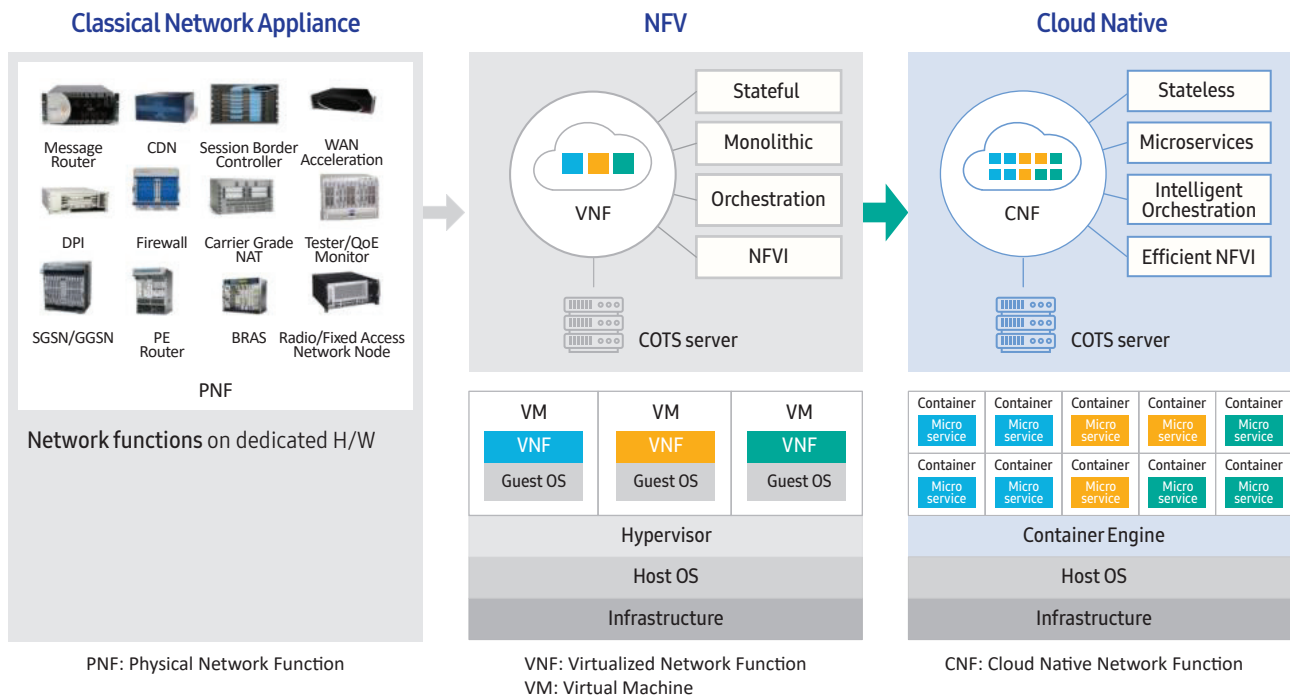 Classical Network Appliance
Message
Router
CDN
Session Border
Controller
WAN
Acceleration
DPI
Firewall
Carrier Grade
NAT
Tester/QoE
Monitor
SGSN/GGSN
PE
Router
BRAS
Radio/Fixed Access
Network Node
PNF
Network functions on dedicated H/W
PNF: Physical Network Function
NFV
VNF
Stateful
Monolithic
Orchestration
NFVI
COTS server
VM
VNF
Guest OS
VM
VNF
Guest OS
VM
VNF
Guest OS
Hypervisor
Host OS
Infrastructure
VNF: Virtualized Network Function
VM: Virtual Machine
Cloud Native
CNF
Stateless
Microservices
Intelligent
Orchestration
Efficient NFVI
COTS server
Container
Micro
service
Container
Micro
service
Container
Micro
service
Container
Micro
service
Container
Micro
service
Container
Micro
service
Container
Micro
service
Container
Micro
service
Container
Micro
service
Container
Micro
service
Container Engine
Host OS
Infrastructure
CNF: Cloud Native Network Function